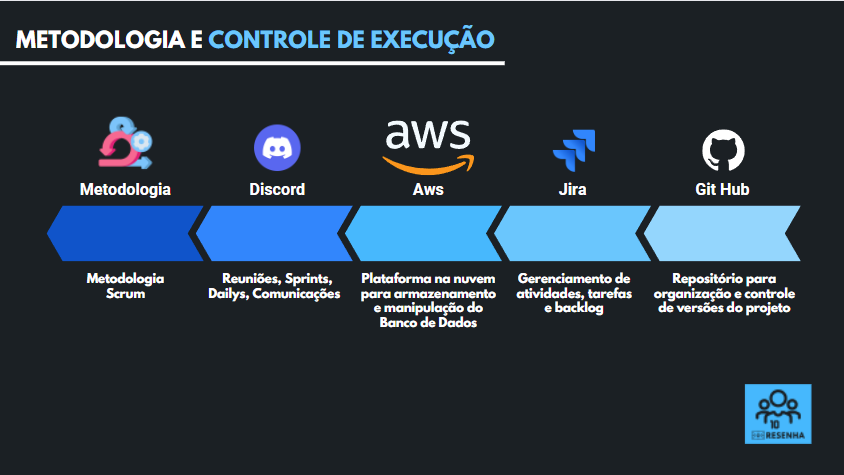 METODOLOGIA E CONTROLE DE EXECUÇÃO
aws
Metodologia
Discord
Aws
Jira
Git Hub
Metodologia
Scrum
Reuniões, Sprints,
Dailys, Comunicações
Plataforma na nuvem
para armazenamento
e manipulação do
Banco de Dados
Gerenciamento de
atividades, tarefas
e backlog
Repositório para
organização e controle
de versões do projeto
10
RESENHA